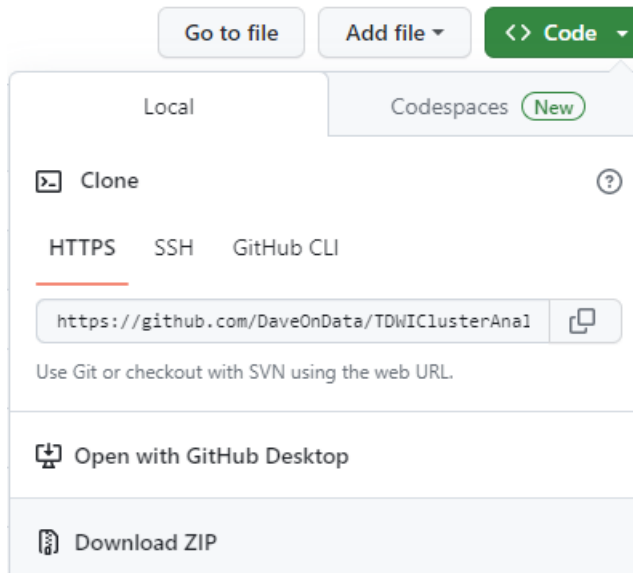 Go to file Add file <> Code
Local Codespaces New
Clone
HTTPS SSH GitHub CLI
https://github.com/DaveOnData/TDWIClusterAnal
Use Git or checkout with SVN using the web URL.
Open with GitHub Desktop
Download ZIP